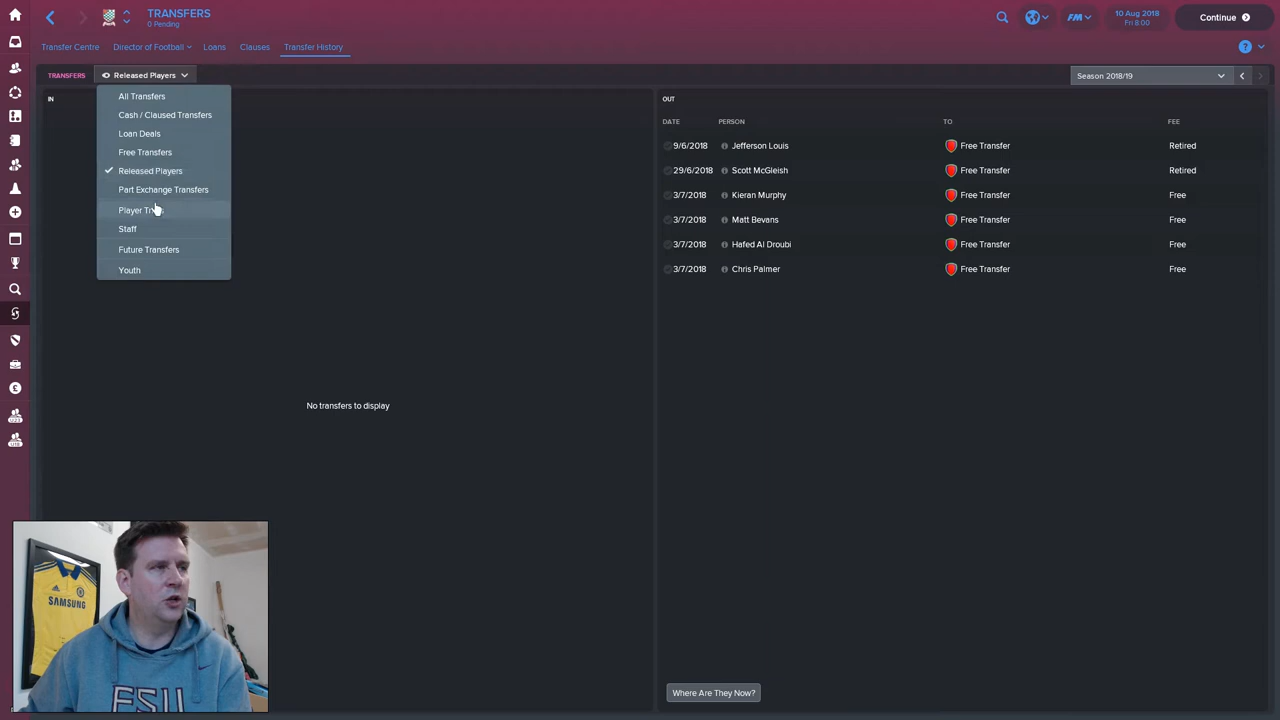 TRANSFERS
0 Pending
FM
10 Aug 2018
Fri 8:00
Continue
Transfer Centre
Director of Football
Loans
Clauses
Transfer History
?
TRANSFERS
Released Players
Season 2018/19
All Transfers
Cash / Claused Transfers
Loan Deals
Free Transfers
Released Players
Part Exchange Transfers
Player
Staff
Future Transfers
Youth
IN
No transfers to display
OUT
DATE PERSON TO FEE
9/6/2018 Jefferson Louis Free Transfer Retired
29/6/2018 Scott McGleish Free Transfer Retired
3/7/2018 Kieran Murphy Free Transfer Free
3/7/2018 Matt Bevans Free Transfer Free
3/7/2018 Hafed Al Droubi Free Transfer Free
3/7/2018 Chris Palmer Free Transfer Free
Where Are They Now?
SAMSUNG